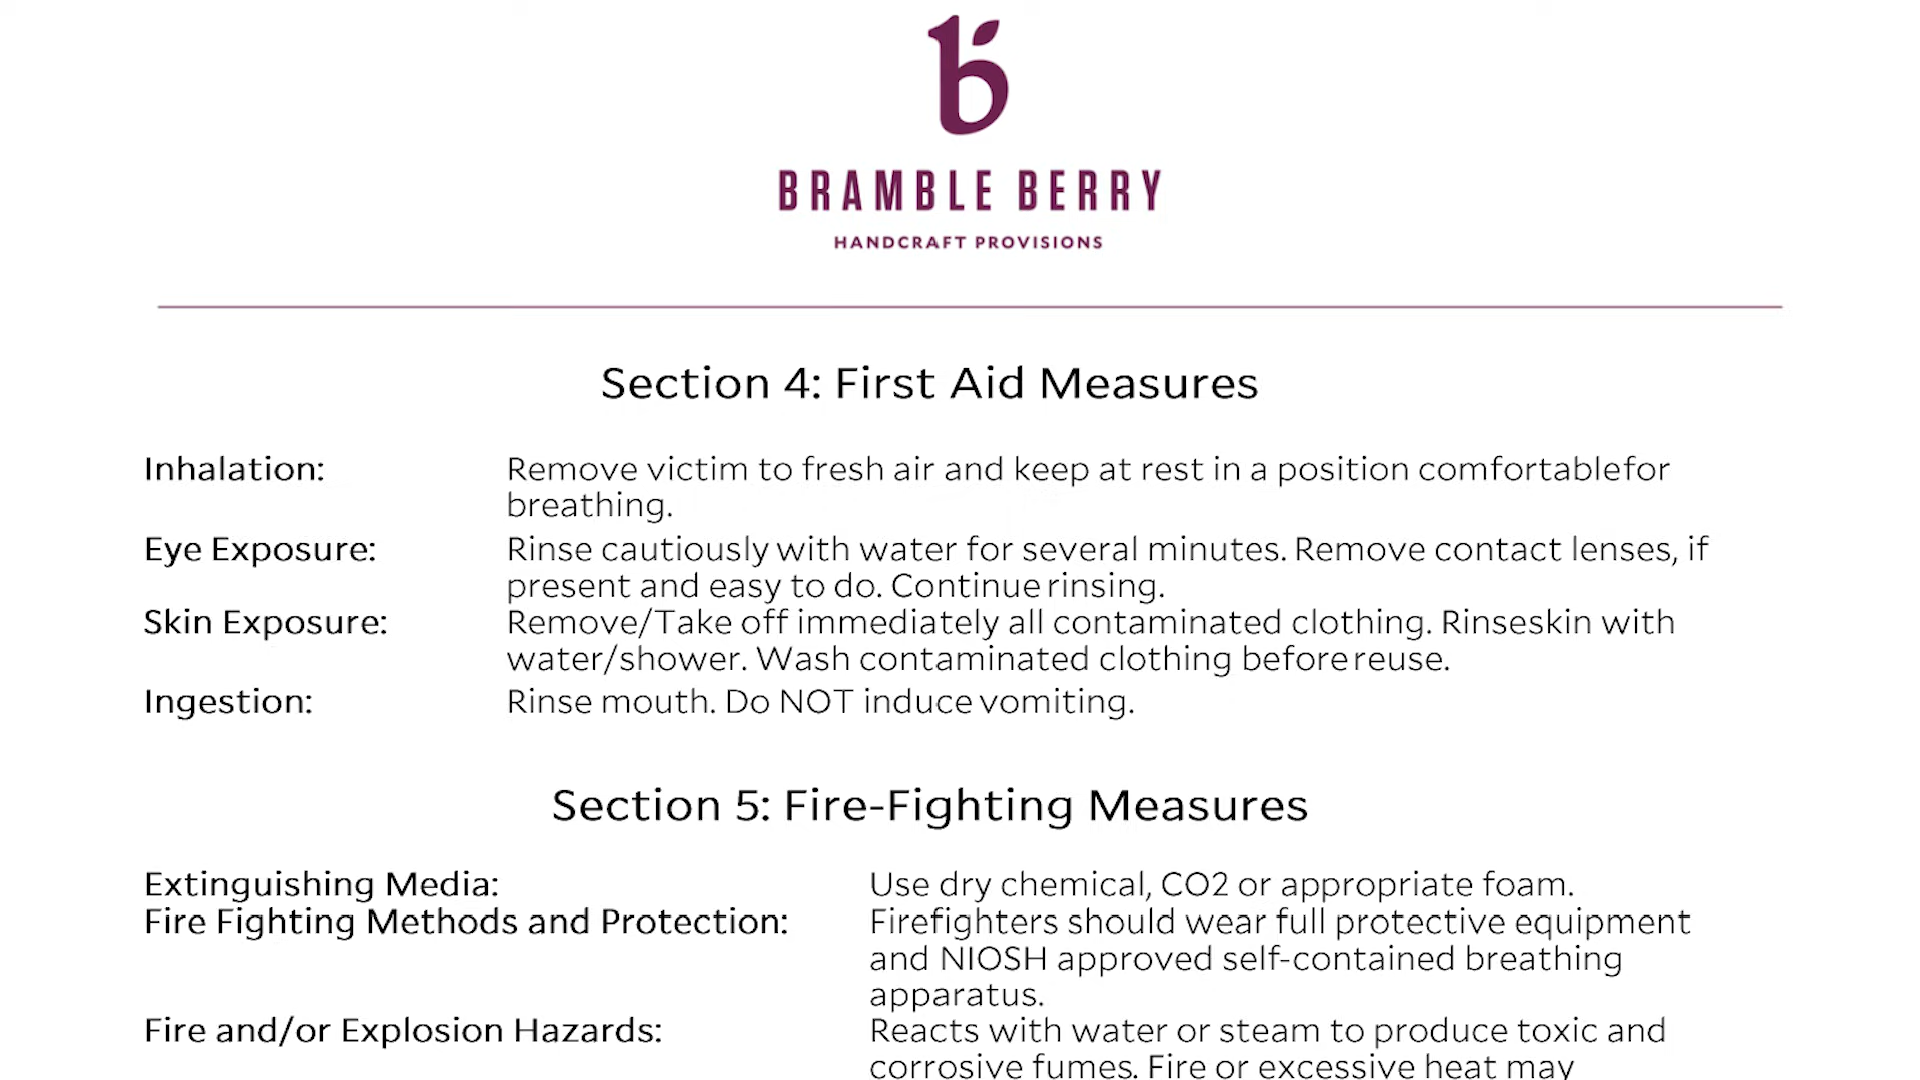 BRAMBLE BERRY
HANDCRAFT PROVISIONS
Section 4: First Aid Measures
Inhalation: Remove victim to fresh air and keep at rest in a position comfortablefor
breathing.
Eye Exposure: Rinse cautiously with water for several minutes. Remove contact lenses, if
present and easy to do. Continue rinsing.
Skin Exposure: Remove/Take off immediately all contaminated clothing. Rinseskin with
water/shower. Wash contaminated clothing before reuse.
Ingestion: Rinse mouth. Do NOT induce vomiting.
Section 5: Fire-Fighting Measures
Extinguishing Media: Use dry chemical, CO2 or appropriate foam.
Fire Fighting Methods and Protection: Firefighters should wear full protective equipment
and NIOSH approved self-contained breathing
apparatus.
Fire and/or Explosion Hazards: Reacts with water or steam to produce toxic and
corrosive fumes. Fire or excessive heat may